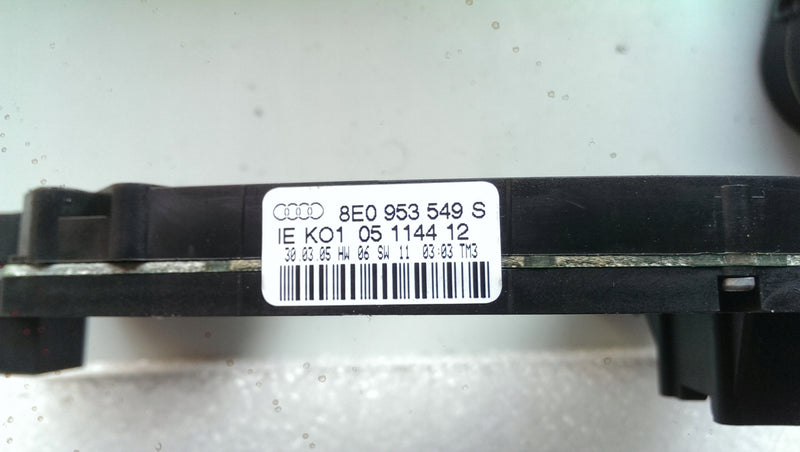 8E0 953 549 S
IE KO1 05 1144 12
30.03.05 HW 06 SW 11 03:03 TM3